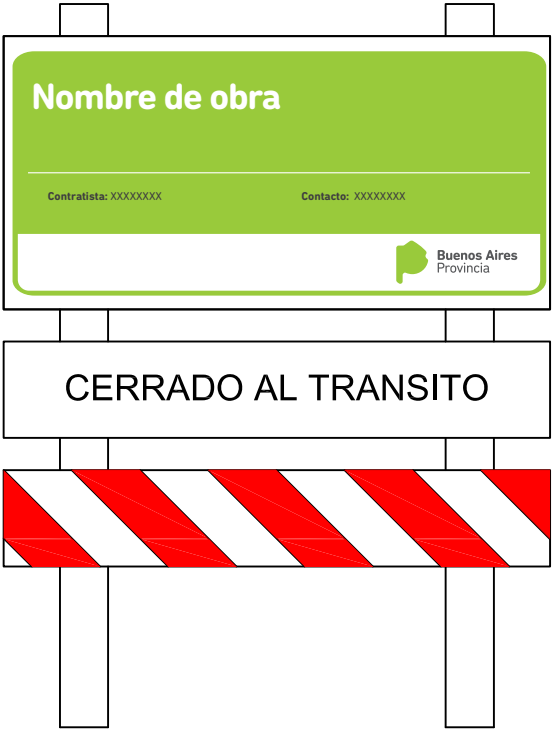 Nombre de obra
Contratista: XXXXXXXX Contacto: XXXXXXXX
Buenos Aires
Provincia
CERRADO AL TRANSITO